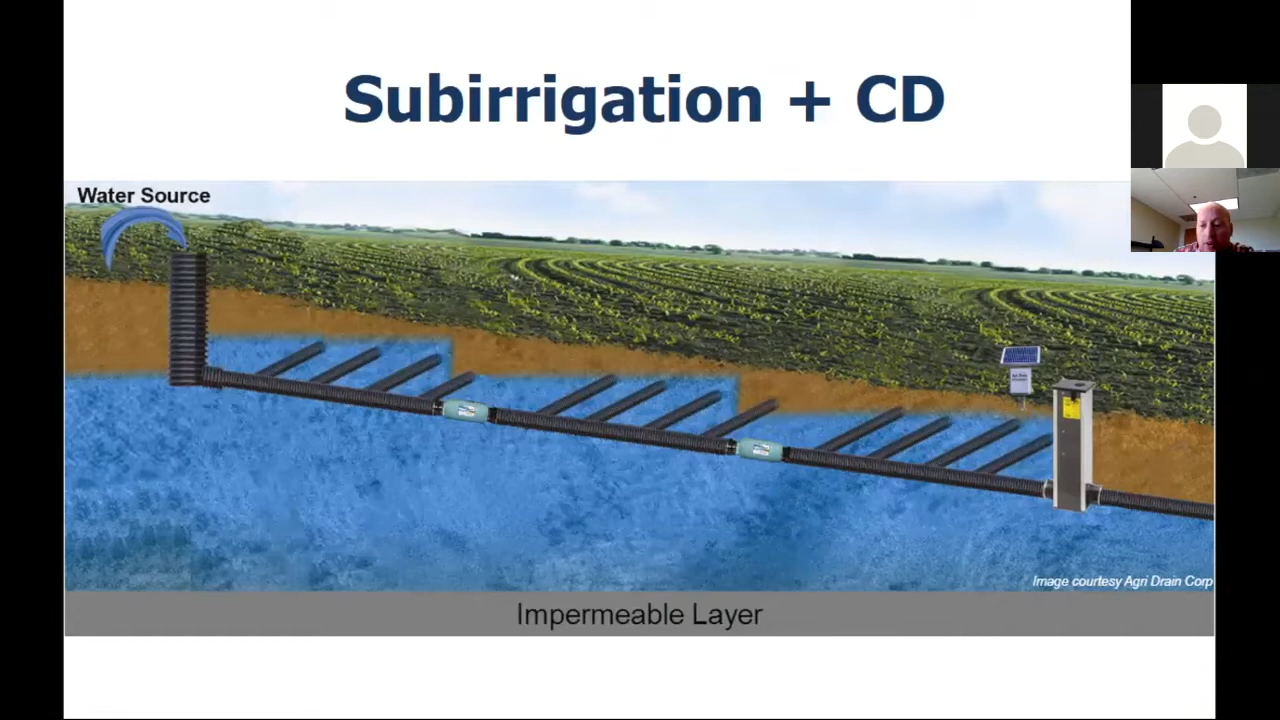 Subirrigation + CD
Water Source
Image courtesy Agri Drain Corp
Impermeable Layer